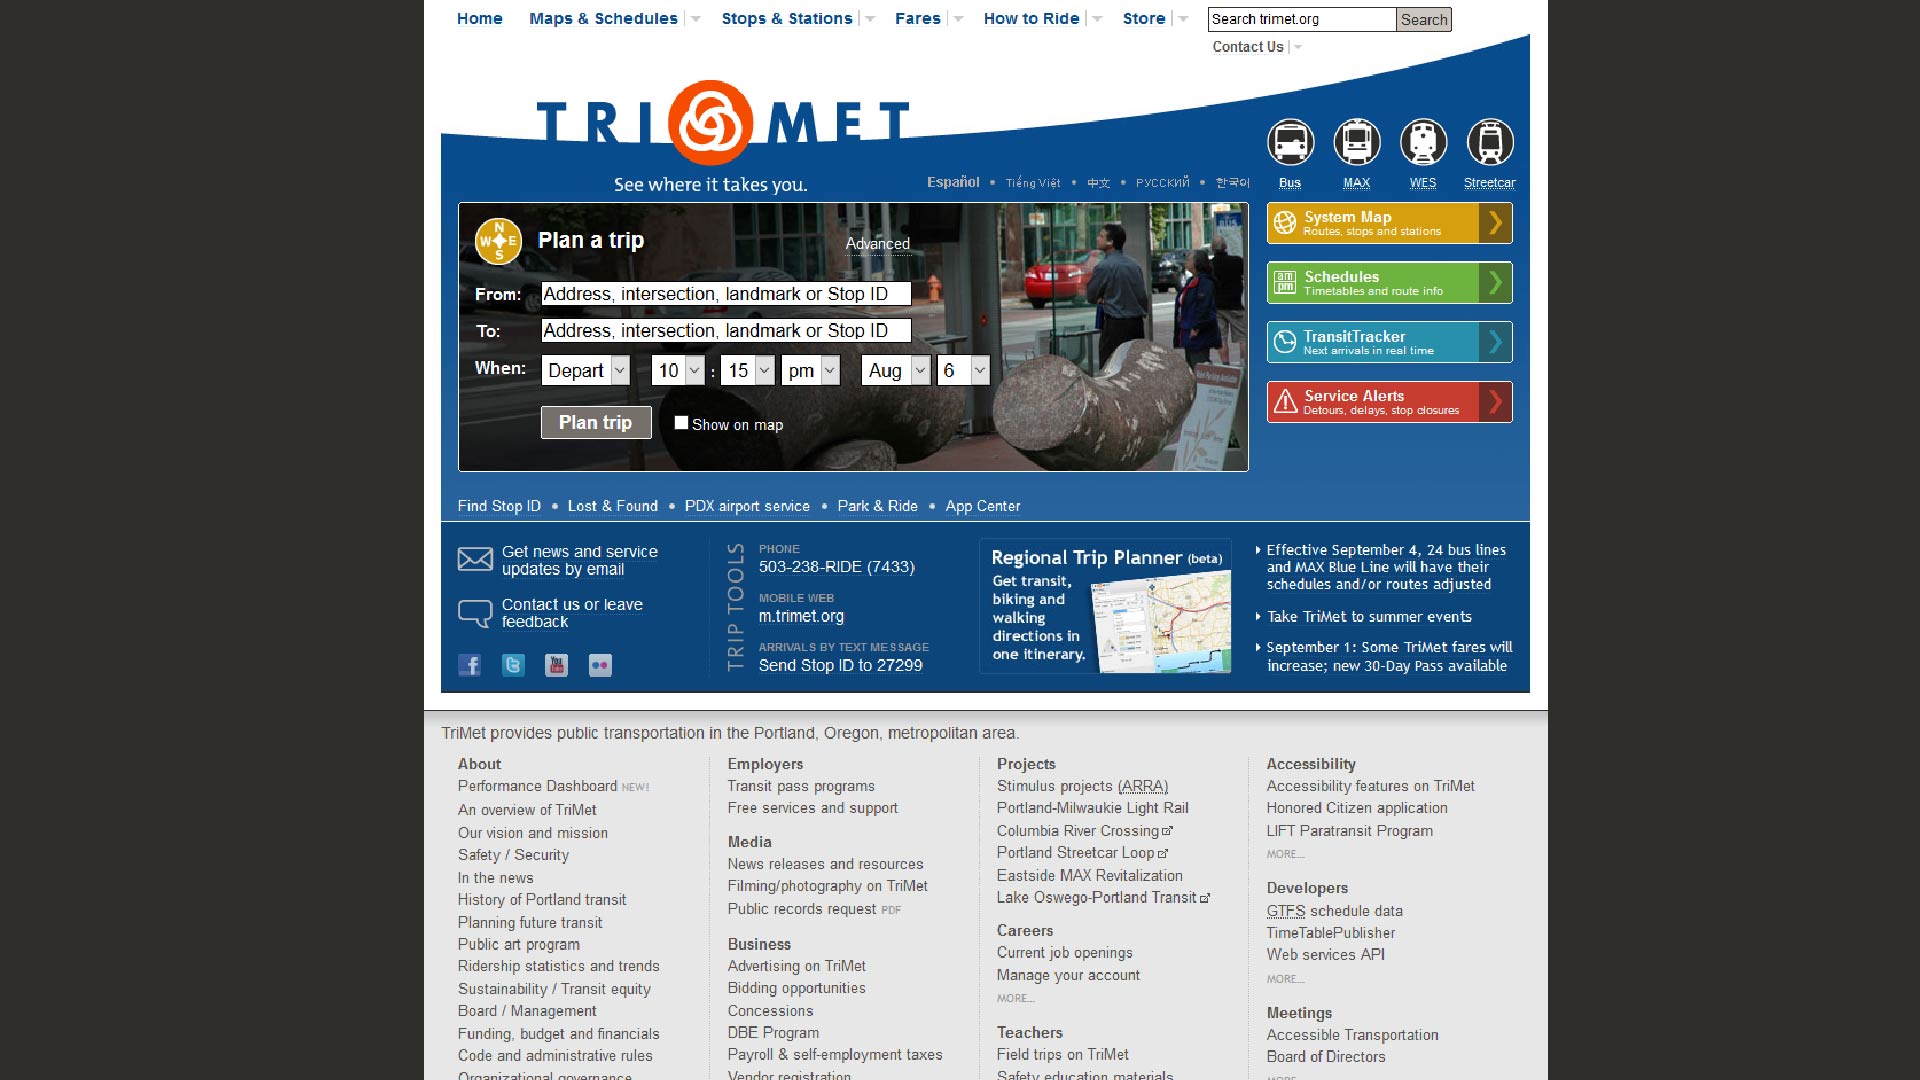 Home Maps & Schedules Stops & Stations Fares How to Ride Store Search trimet.org Search
Contact Us
TRI MET
See where it takes you.
Español • Tiếng Việt • 中文 • РУССКИЙ • 한국어
Bus MAX WES Streetcar
N
W E
S
Plan a trip
Advanced
From: Address, intersection, landmark or Stop ID
To: Address, intersection, landmark or Stop ID
When: Depart 10 : 15 pm Aug 6
Plan trip Show on map
BUS
System Map
Routes, stops and stations
am
pm
Schedules
Timetables and route info
TransitTracker
Next arrivals in real time
Service Alerts
Detours, delays, stop closures
Find Stop ID • Lost & Found • PDX airport service • Park & Ride • App Center
Get news and service
updates by email
Contact us or leave
feedback
TRIP TOOLS
PHONE
503-238-RIDE (7433)
MOBILE WEB
m.trimet.org
ARRIVALS BY TEXT MESSAGE
Send Stop ID to 27299
Regional Trip Planner (beta)
Get transit,
biking and
walking
directions in
one itinerary.
Effective September 4, 24 bus lines
and MAX Blue Line will have their
schedules and/or routes adjusted
Take TriMet to summer events
September 1: Some TriMet fares will
increase; new 30-Day Pass available
TriMet provides public transportation in the Portland, Oregon, metropolitan area.
About
Performance Dashboard NEW!
An overview of TriMet
Our vision and mission
Safety / Security
In the news
History of Portland transit
Planning future transit
Public art program
Ridership statistics and trends
Sustainability / Transit equity
Board / Management
Funding, budget and financials
Code and administrative rules
Organizational governance
Employers
Transit pass programs
Free services and support
Media
News releases and resources
Filming/photography on TriMet
Public records request PDF
Business
Advertising on TriMet
Bidding opportunities
Concessions
DBE Program
Payroll & self-employment taxes
Vendor registration
Projects
Stimulus projects (ARRA)
Portland-Milwaukie Light Rail
Columbia River Crossing
Portland Streetcar Loop
Eastside MAX Revitalization
Lake Oswego-Portland Transit
Careers
Current job openings
Manage your account
MORE...
Teachers
Field trips on TriMet
Safety education materials
Accessibility
Accessibility features on TriMet
Honored Citizen application
LIFT Paratransit Program
MORE...
Developers
GTFS schedule data
TimeTablePublisher
Web services API
MORE...
Meetings
Accessible Transportation
Board of Directors
MORE...